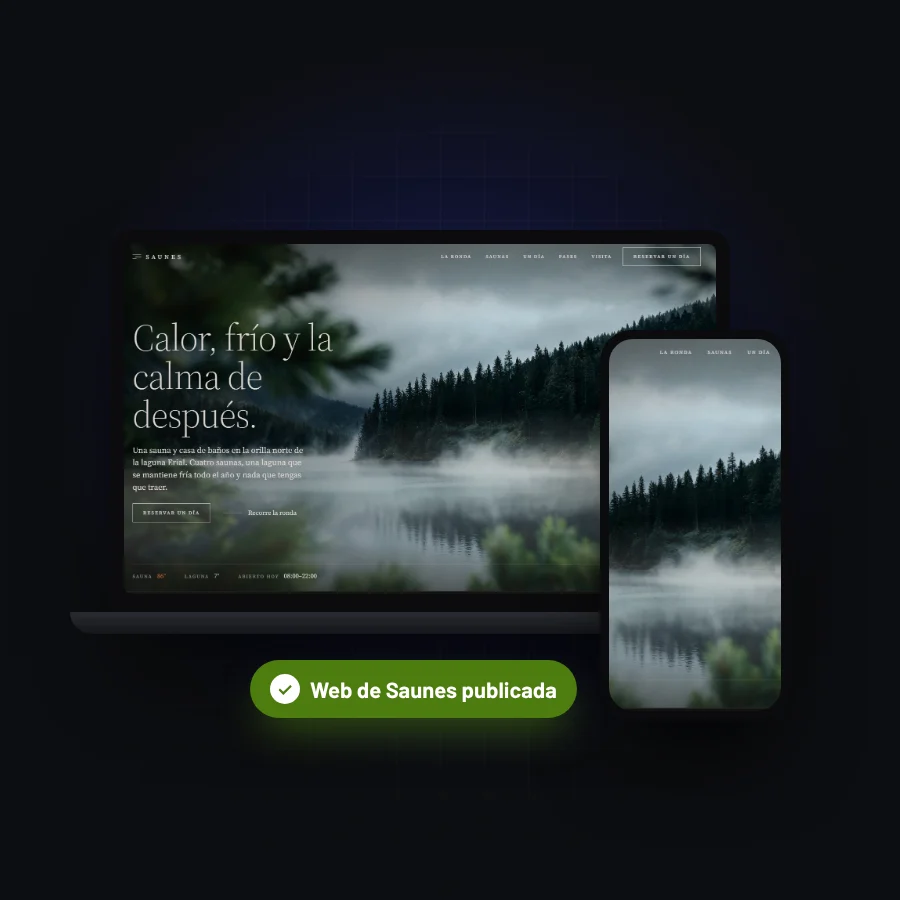 SAUNES
LA RONDA SAUNAS UN DÍA PASES VISITA RESERVAR UN DÍA
Calor, frío y la
calma de
después.
Una sauna y casa de baños en la orilla norte de
la laguna Erial. Cuatro saunas, una laguna que
se mantiene fría todo el año y nada que tengas
que traer.
RESERVAR UN DÍA Recorre la ronda
SAUNA 86° LAGUNA 7° ABIERTO HOY 08:00–22:00
LA RONDA SAUNAS UN DÍA
Web de Saunes publicada